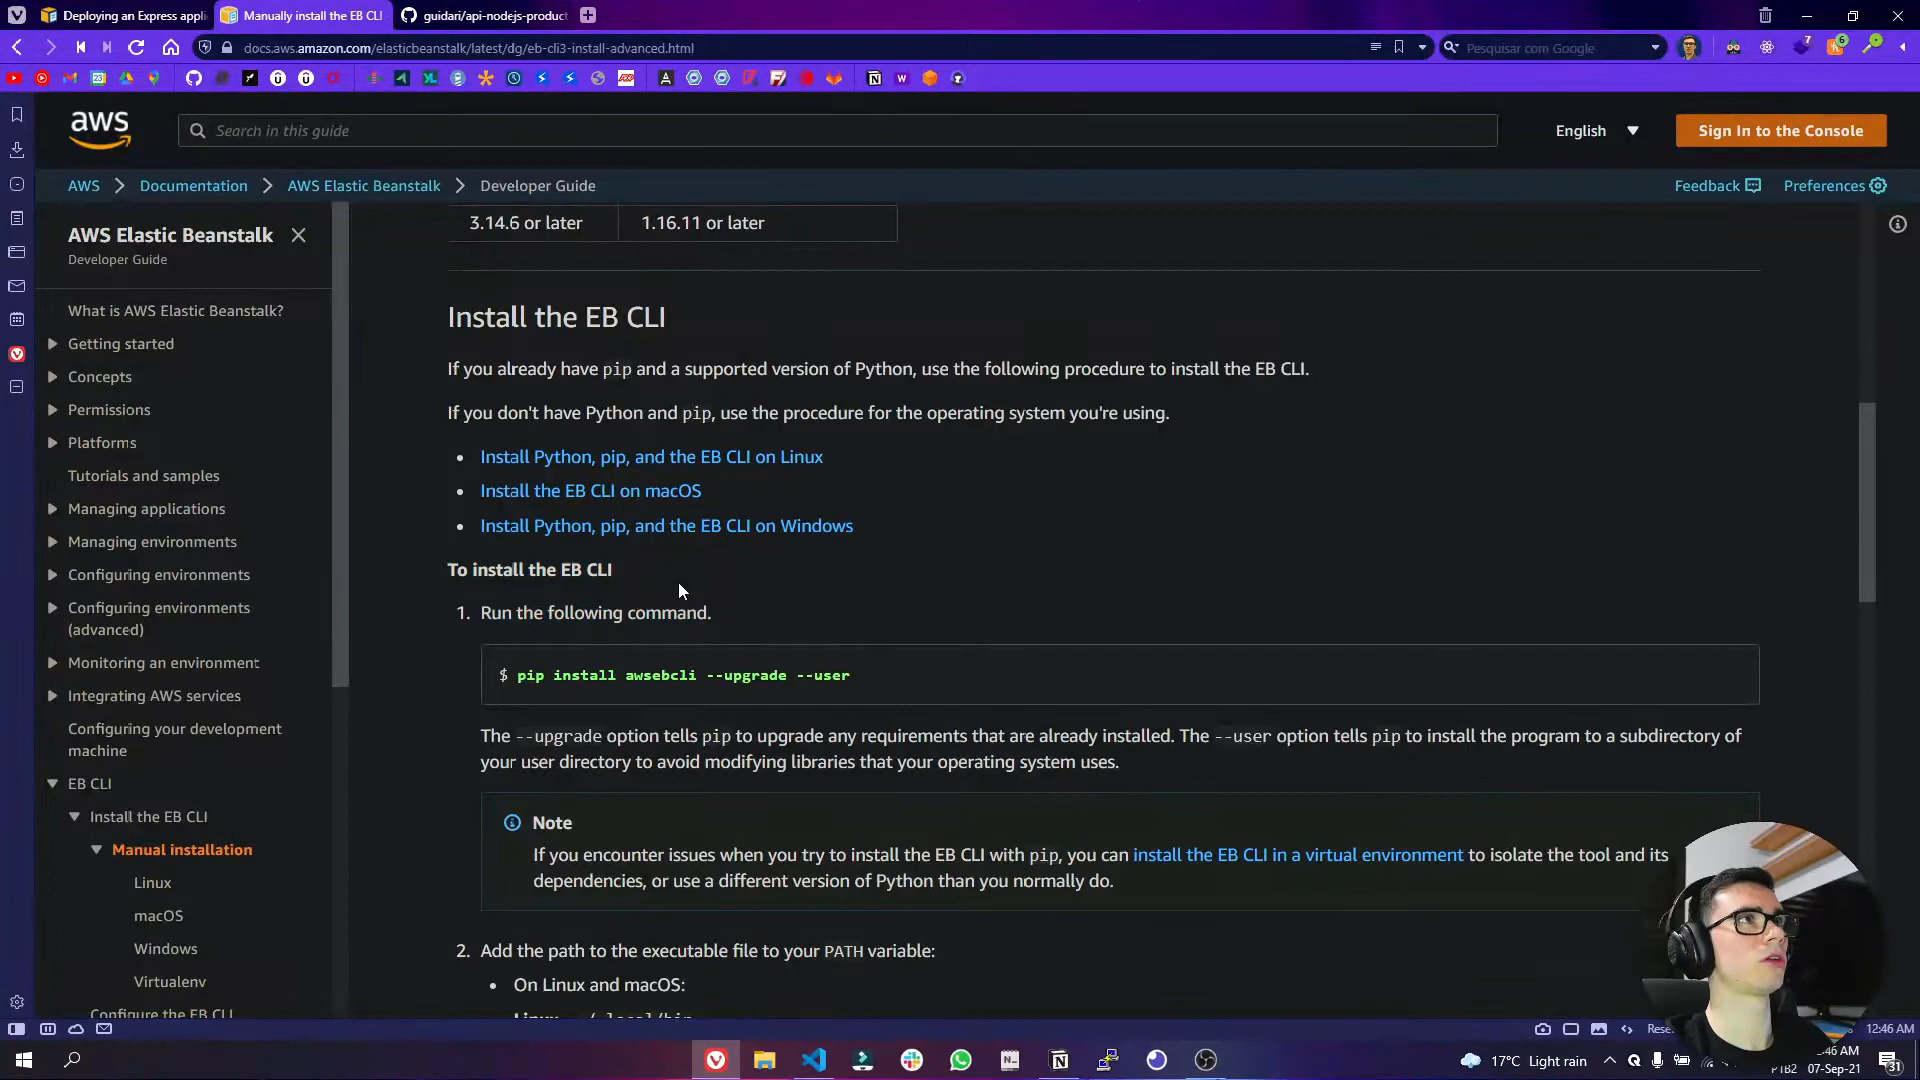 Deploying an Express appli
Manually install the EB CLI
guidari/api-nodejs-product
docs.aws.amazon.com/elasticbeanstalk/latest/dg/eb-cli3-install-advanced.html
Pesquisar com Google
aws
Search in this guide
English
Sign In to the Console
AWS
Documentation
AWS Elastic Beanstalk
Developer Guide
Feedback
Preferences
AWS Elastic Beanstalk
Developer Guide
What is AWS Elastic Beanstalk?
Getting started
Concepts
Permissions
Platforms
Tutorials and samples
Managing applications
Managing environments
Configuring environments
Configuring environments
(advanced)
Monitoring an environment
Integrating AWS services
Configuring your development
machine
EB CLI
Install the EB CLI
Manual installation
Linux
macOS
Windows
Virtualenv
Configure the EB CLI
3.14.6 or later
1.16.11 or later
Install the EB CLI
If you already have pip and a supported version of Python, use the following procedure to install the EB CLI.
If you don't have Python and pip, use the procedure for the operating system you're using.
• Install Python, pip, and the EB CLI on Linux
• Install the EB CLI on macOS
• Install Python, pip, and the EB CLI on Windows
To install the EB CLI
1. Run the following command.
$ pip install awsebcli --upgrade --user
The --upgrade option tells pip to upgrade any requirements that are already installed. The --user option tells pip to install the program to a subdirectory of
your user directory to avoid modifying libraries that your operating system uses.
Note
If you encounter issues when you try to install the EB CLI with pip, you can install the EB CLI in a virtual environment to isolate the tool and its
dependencies, or use a different version of Python than you normally do.
2. Add the path to the executable file to your PATH variable:
• On Linux and macOS:
Rese
12:46 AM
17°C Light rain
:46 AM
PTB2
07-Sep-21
31